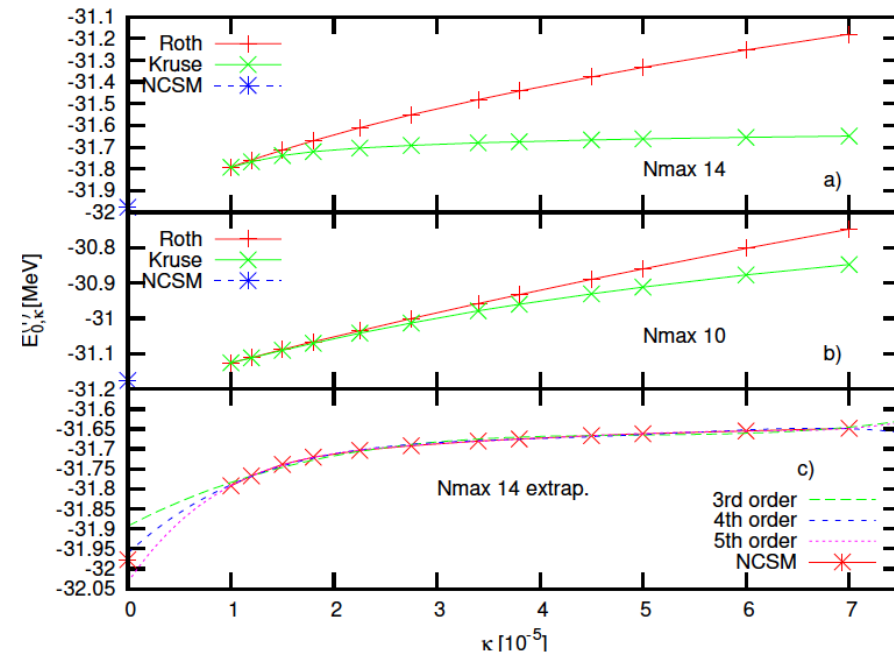 -31.1
-31.2
-31.3
-31.4
-31.5
-31.6
-31.7
-31.8
-31.9
-32
Roth
Kruse
NCSM
Nmax 14
a)
-30.8
-30.9
-31
-31.1
-31.2
Roth
Kruse
NCSM
Nmax 10
b)
[MeV]
-31.6
-31.65
-31.7
-31.75
-31.8
-31.85
-31.9
-31.95
-32
-32.05
Nmax 14 extrap.
c)
3rd order
4th order
5th order
NCSM
0 1 2 3 4 5 6 7
κ [10-5]